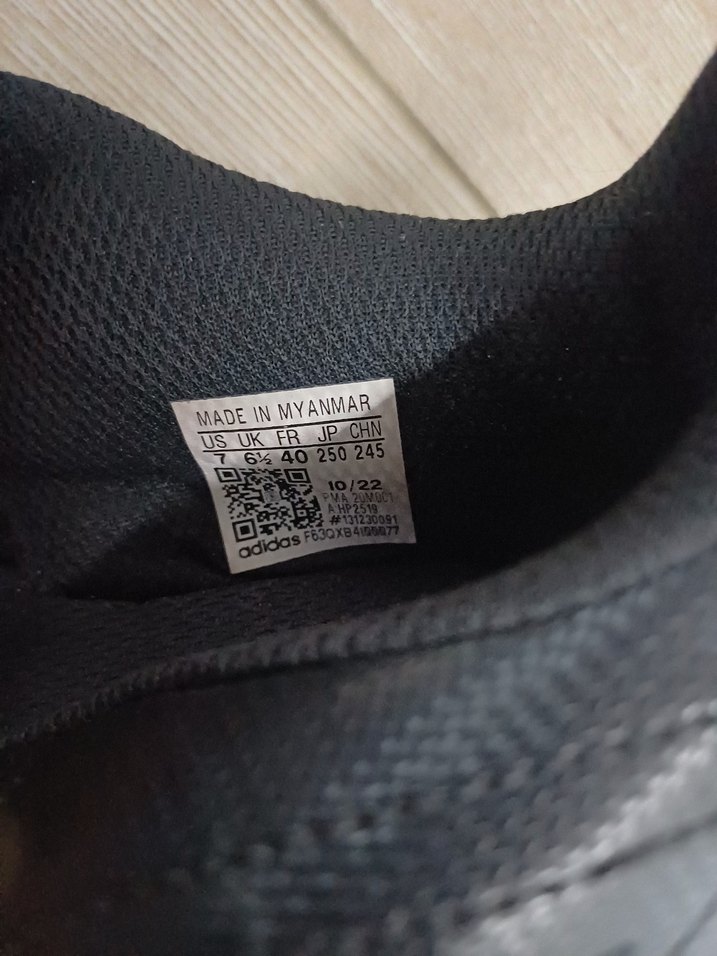 MADE IN MYANMAR
US UK FR JP CHN
7 6½ 40 250 245
10/22
PMA 20M001
A HP2519
#131230091
adidas